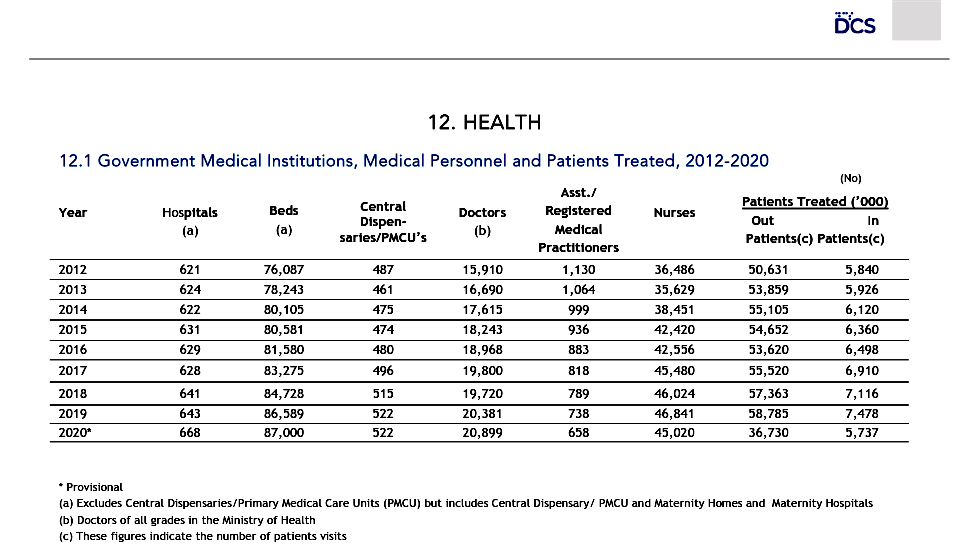 DCS
12. HEALTH
12.1 Government Medical Institutions, Medical Personnel and Patients Treated, 2012-2020
(No)
Year Hospitals (a) Beds (a) Central Dispen-saries/PMCU's Doctors (b) Asst./ Registered Medical Practitioners Nurses Patients Treated ('000) Out Patients(c) In Patients(c)
2012 621 76,087 487 15,910 1,130 36,486 50,631 5,840
2013 624 78,243 461 16,690 1,064 35,629 53,859 5,926
2014 622 80,105 475 17,615 999 38,451 55,105 6,120
2015 631 80,581 474 18,243 936 42,420 54,652 6,360
2016 629 81,580 480 18,968 883 42,556 53,620 6,498
2017 628 83,275 496 19,800 818 45,480 55,520 6,910
2018 641 84,728 515 19,720 789 46,024 57,363 7,116
2019 643 86,589 522 20,381 738 46,841 58,785 7,478
2020* 668 87,000 522 20,899 658 45,020 36,730 5,737
* Provisional
(a) Excludes Central Dispensaries/Primary Medical Care Units (PMCU) but includes Central Dispensary/ PMCU and Maternity Homes and Maternity Hospitals
(b) Doctors of all grades in the Ministry of Health
(c) These figures indicate the number of patients visits